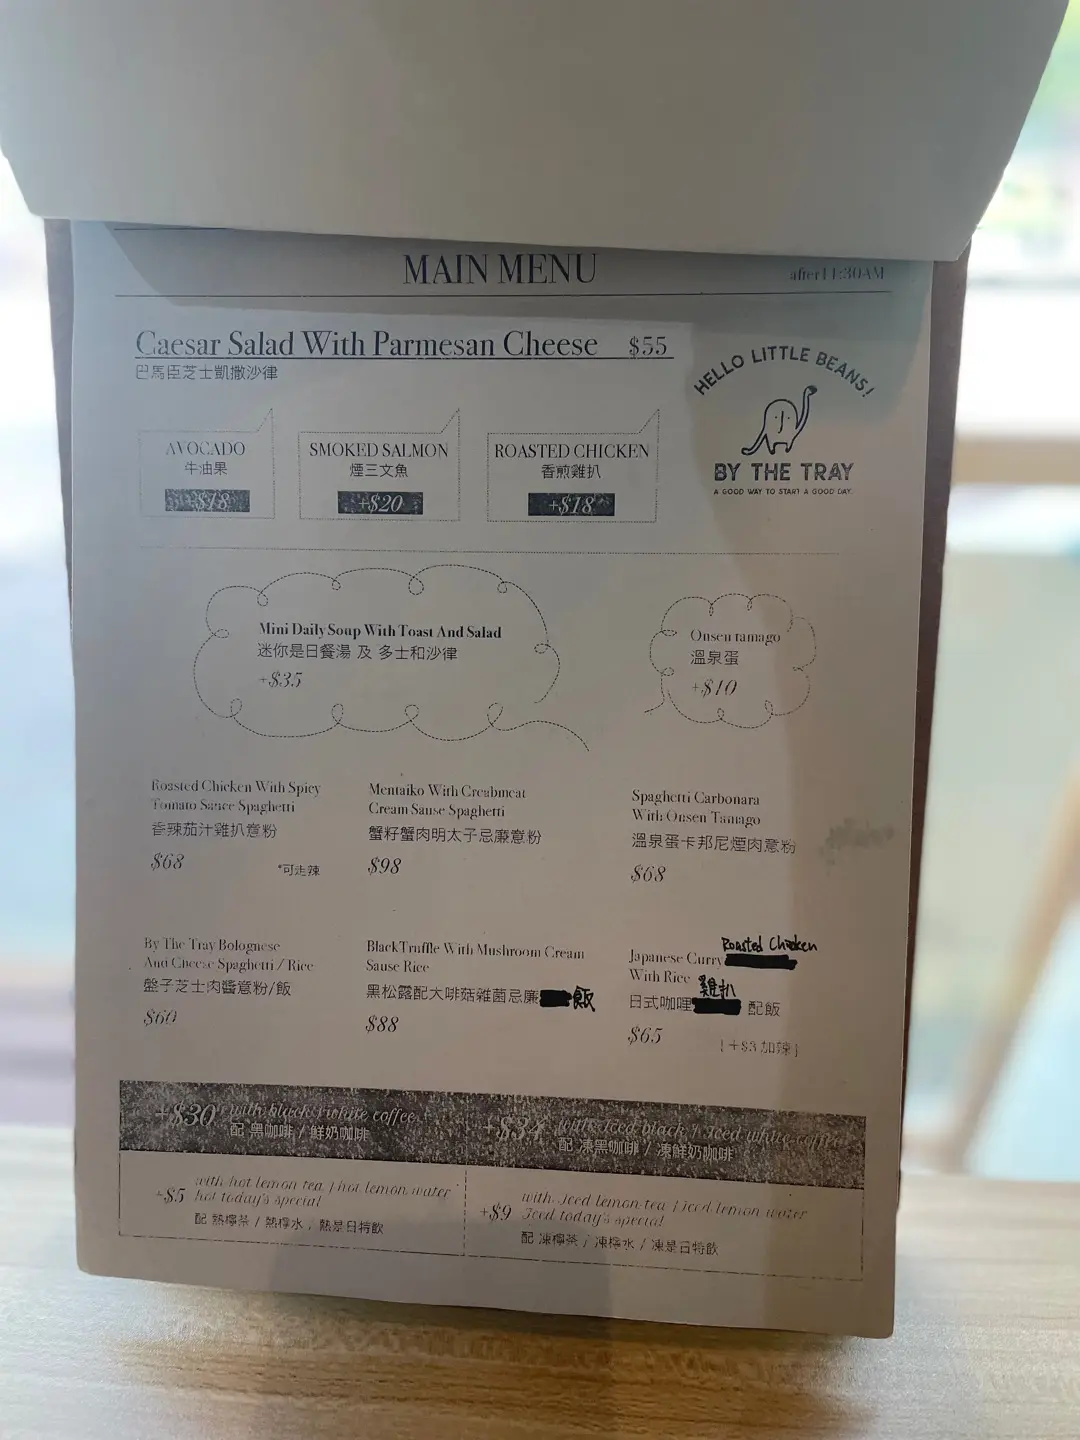 MAIN MENU
after 11:30AM
Caesar Salad With Parmesan Cheese $55
巴馬臣芝士凱撒沙律
HELLO LITTLE BEANS!
BY THE TRAY
A GOOD WAY TO START A GOOD DAY.
AVOCADO
牛油果
+$18
SMOKED SALMON
煙三文魚
+$20
ROASTED CHICKEN
香煎雞扒
+$18
Mini Daily Soup With Toast And Salad
迷你是日餐湯 及 多士和沙律
+$35
Onsen tamago
溫泉蛋
+$10
Roasted Chicken With Spicy
Tomato Sauce Spaghetti
香辣茄汁雞扒意粉
$68
*可走辣
Mentaiko With Creabmeat
Cream Sause Spaghetti
蟹籽蟹肉明太子忌廉意粉
$98
Spaghetti Carbonara
With Onsen Tamago
溫泉蛋卡邦尼煙肉意粉
$68
By The Tray Bolognese
And Cheese Spaghetti / Rice
盤子芝士肉醬意粉/飯
$60
Black Truffle With Mushroom Cream
Sause Rice
黑松露配大啡菇雜菌忌廉飯
$88
Roasted Chicken
Japanese Curry
With Rice
雞扒
日式咖哩 配飯
$65
(+$3 加辣)
+$30 with black / white coffee
配 黑咖啡 / 鮮奶咖啡
+$34 with Iced black / Iced white coffee
配 凍黑咖啡 / 凍鮮奶咖啡
+$5 with hot lemon tea / hot lemon water
hot today's special
配 熱檸茶 / 熱檸水 / 熱是日特飲
+$9 with Iced lemon tea / Iced lemon water
Iced today's special
配 凍檸茶 / 凍檸水 / 凍是日特飲